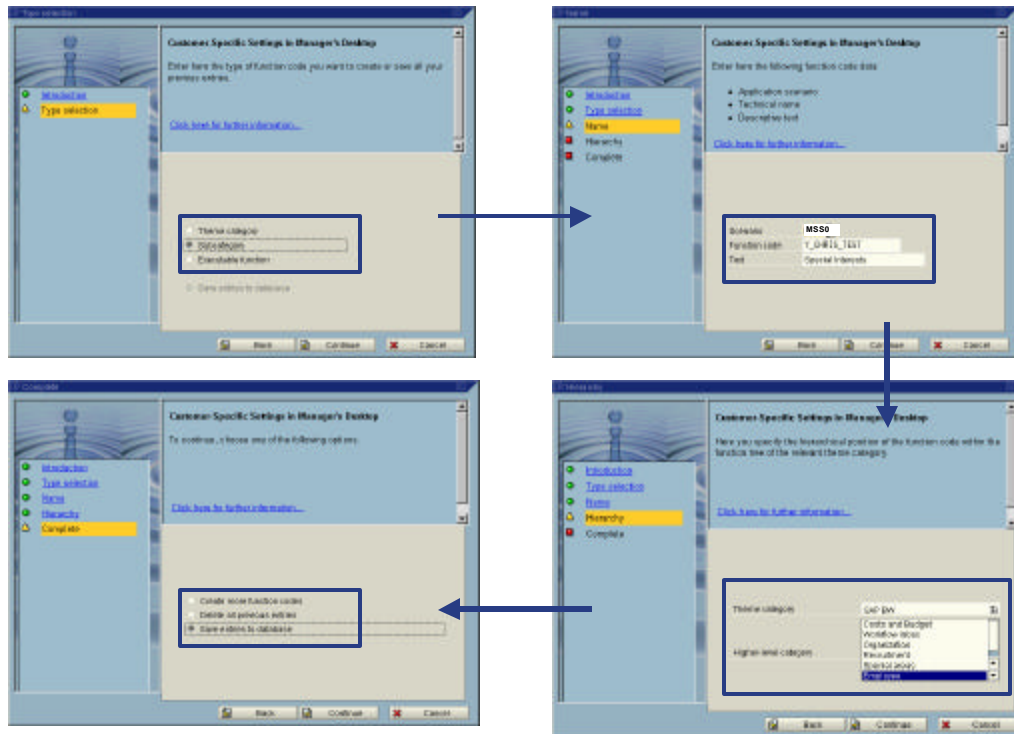 Type selection
Customer Specific Settings in Manager's Desktop
Enter here the type of function code you want to create or save all your
previous entries.
Introduction
Type selection
Click here for further information...
Theme category
Subcategory
Executable function
Save entries to database
Back
Continue
Cancel
Name
Customer Specific Settings in Manager's Desktop
Enter here the following function code data:
Application scenario
Technical name
Descriptive text
Introduction
Type selection
Name
Hierarchy
Complete
Click here for further information...
Scenario MSS0
Function code Y_CHRIS_TEST
Text Special Interests
Back
Continue
Cancel
Complete
Customer Specific Settings in Manager's Desktop
To continue, choose one of the following options:
Introduction
Type selection
Name
Hierarchy
Complete
Click here for further information...
Create more function codes
Delete all previous entries
Save entries to database
Back
Continue
Cancel
Hierarchy
Customer Specific Settings in Manager's Desktop
Here you specify the hierarchical position of the function code within the
function tree of the relevant theme category.
Introduction
Type selection
Name
Hierarchy
Complete
Click here for further information...
Theme category SAP BW
Costs and Budget
Workflow Inbox
Organization
Recruitment
Special areas
Employee
Higher-level category
Back
Continue
Cancel